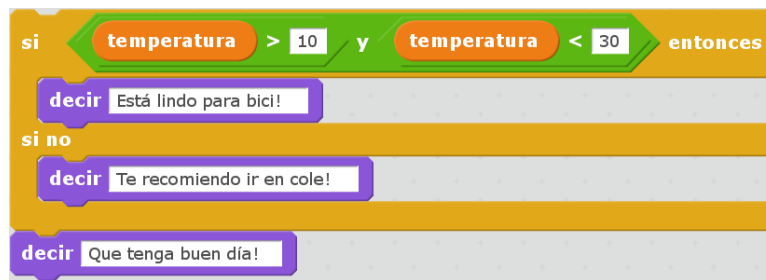 si temperatura > 10 y temperatura < 30 entonces
decir Está lindo para bici!
si no
decir Te recomiendo ir en cole!
decir Que tenga buen día!